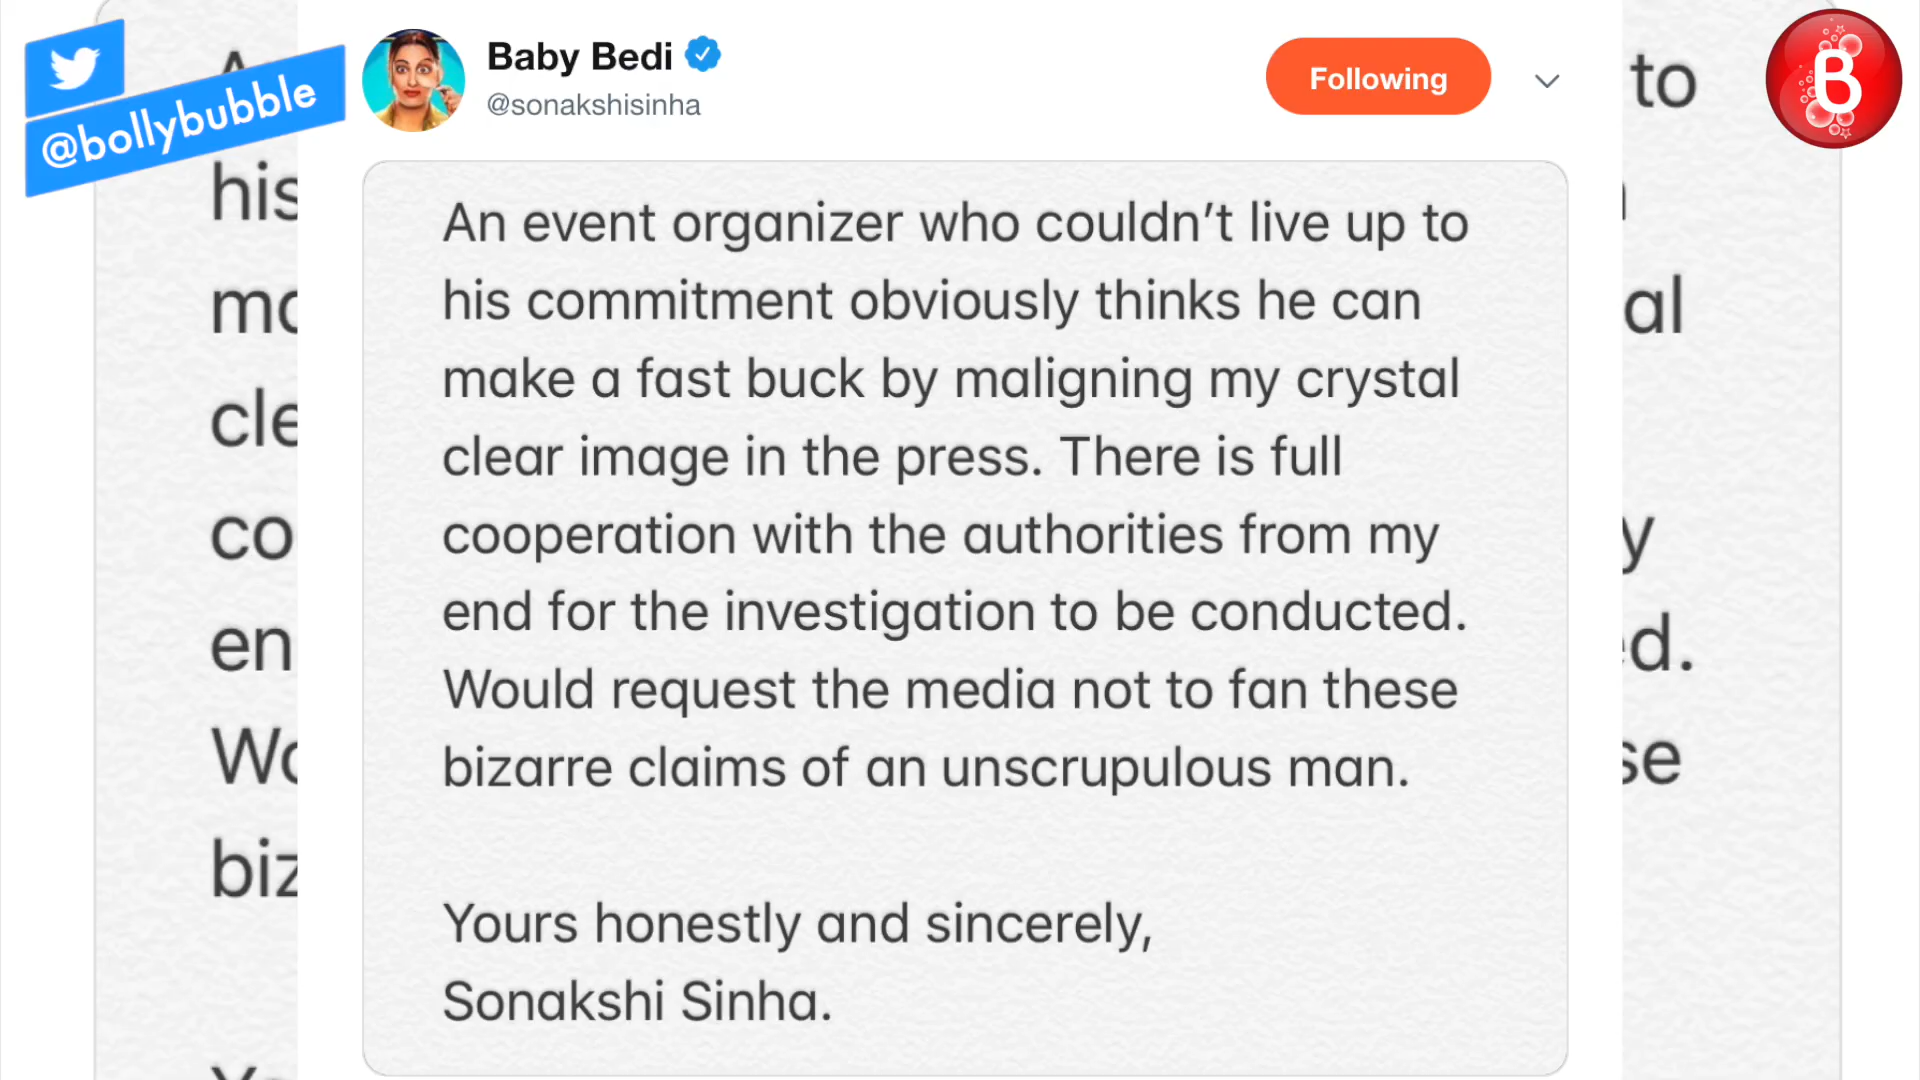 @bollybubble
Baby Bedi
@sonakshisinha
Following
B
An event organizer who couldn’t live up to
his commitment obviously thinks he can
make a fast buck by maligning my crystal
clear image in the press. There is full
cooperation with the authorities from my
end for the investigation to be conducted.
Would request the media not to fan these
bizarre claims of an unscrupulous man.
Yours honestly and sincerely,
Sonakshi Sinha.